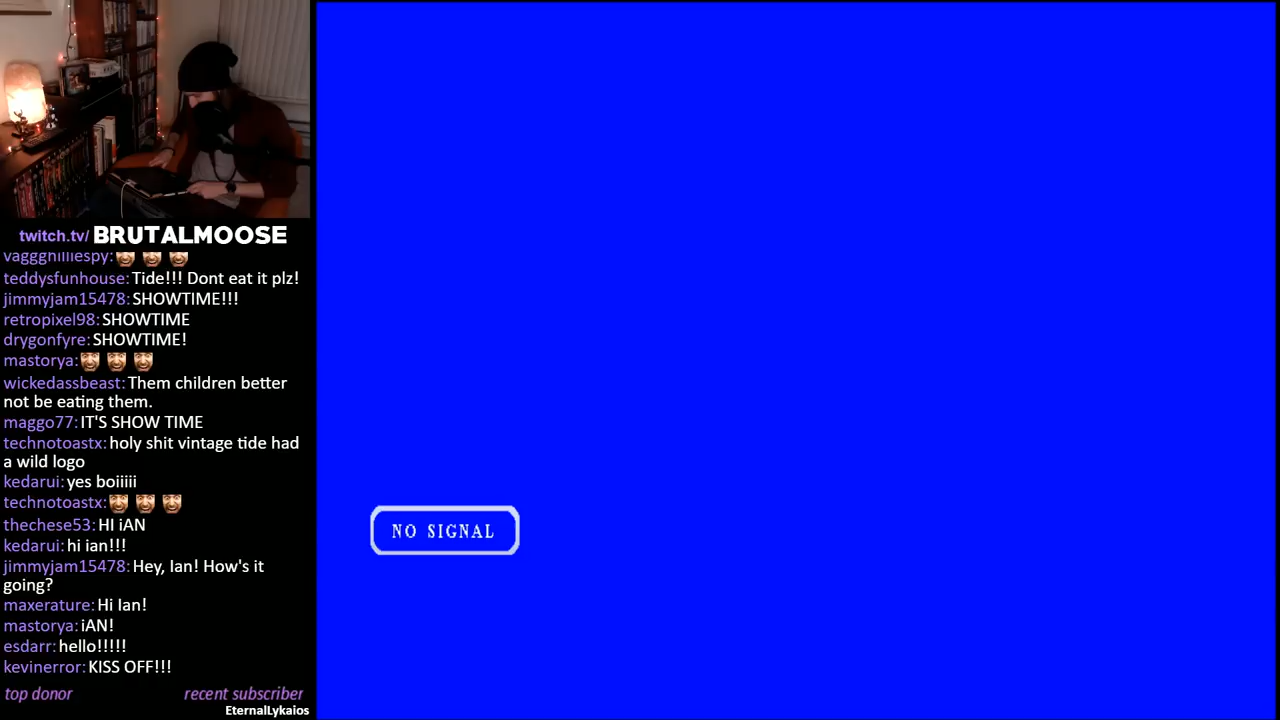 twitch.tv/ BRUTALMOOSE
vaggghilliespy:
teddysfunhouse: Tide!!! Dont eat it plz!
jimmyjam15478: SHOWTIME!!!
retropixel98: SHOWTIME
drygonfyre: SHOWTIME!
mastorya:
wickedassbeast: Them children better
not be eating them.
maggo77: IT'S SHOW TIME
technotoastx: holy shit vintage tide had
a wild logo
kedarui: yes boiiiii
technotoastx:
thechese53: HI iAN
kedarui: hi ian!!!
jimmyjam15478: Hey, Ian! How's it
going?
maxerature: Hi Ian!
mastorya: iAN!
esdarr: hello!!!!!
kevinerror: KISS OFF!!!
top donor
recent subscriber
EternalLykaios
NO SIGNAL